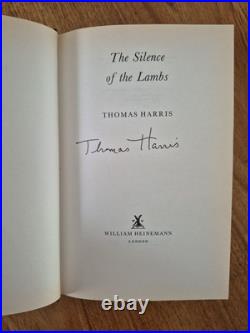 The Silence
of the Lambs
THOMAS HARRIS
Thomas Harris
WILLIAM HEINEMANN
LONDON